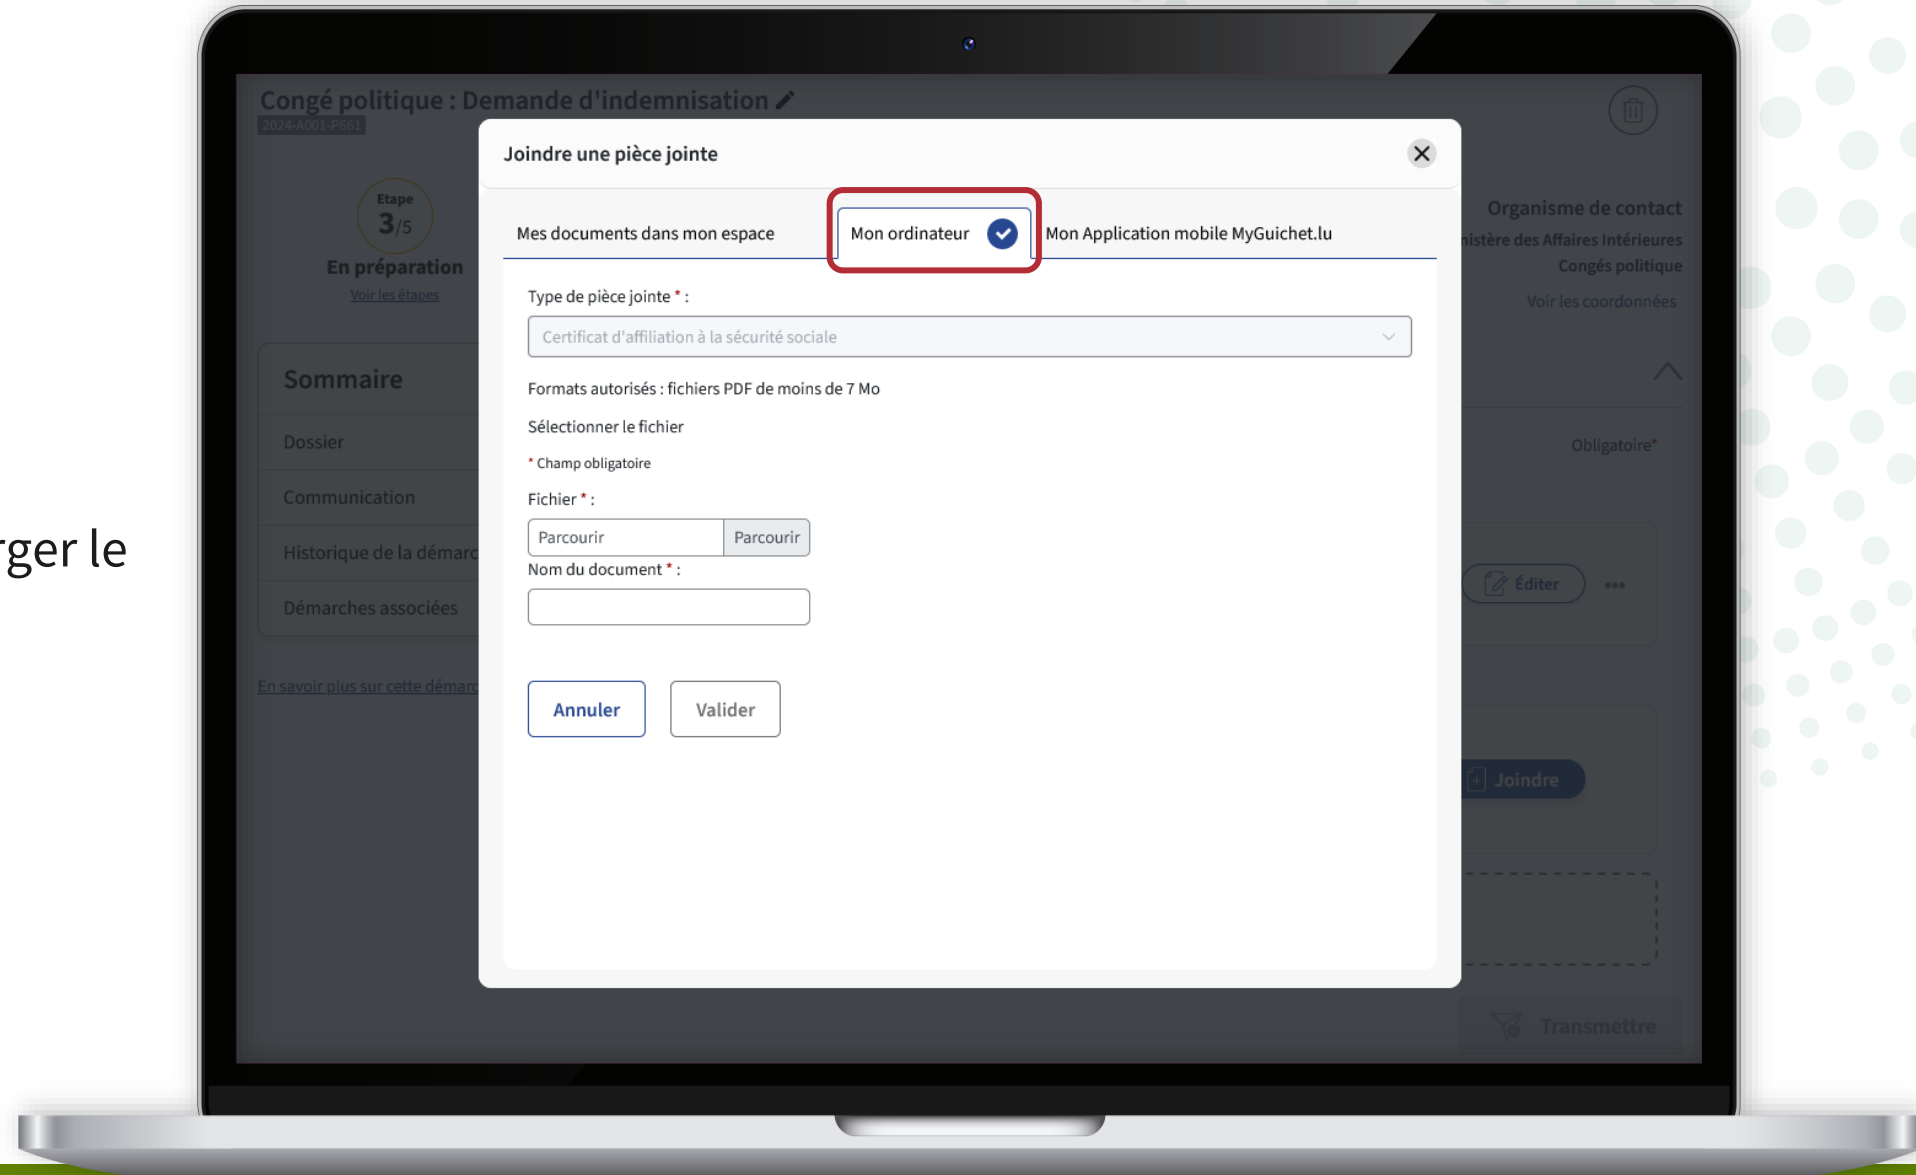 rger le
Congé politique : Demande d'indemnisation
2024-A001-P661
Etape
3/5
En préparation
Voir les étapes
Sommaire
Dossier
Communication
Historique de la démarc
Démarches associées
En savoir plus sur cette démarc
Joindre une pièce jointe
Mes documents dans mon espace
Mon ordinateur
Mon Application mobile MyGuichet.lu
Type de pièce jointe * :
Certificat d'affiliation à la sécurité sociale
Formats autorisés : fichiers PDF de moins de 7 Mo
Sélectionner le fichier
* Champ obligatoire
Fichier * :
Parcourir Parcourir
Nom du document * :
Annuler Valider
Organisme de contact
nistère des Affaires Intérieures
Congés politique
Voir les coordonnées
Obligatoire*
Éditer
Joindre
Transmettre